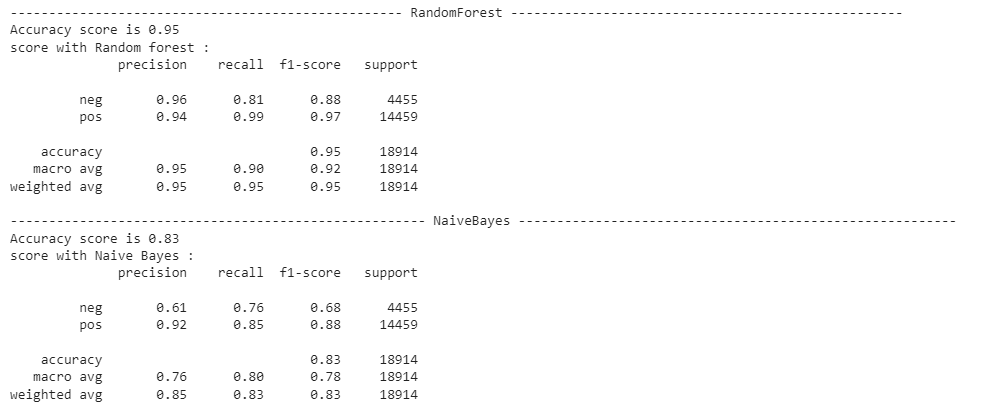 --------------------------------------------------- RandomForest ---------------------------------------------------
Accuracy score is 0.95
score with Random forest :
              precision    recall  f1-score   support

         neg       0.96      0.81      0.88      4455
         pos       0.94      0.99      0.97     14459

    accuracy                           0.95     18914
   macro avg       0.95      0.90      0.92     18914
weighted avg       0.95      0.95      0.95     18914

------------------------------------------------------ NaiveBayes ---------------------------------------------------------
Accuracy score is 0.83
score with Naive Bayes :
              precision    recall  f1-score   support

         neg       0.61      0.76      0.68      4455
         pos       0.92      0.85      0.88     14459

    accuracy                           0.83     18914
   macro avg       0.76      0.80      0.78     18914
weighted avg       0.85      0.83      0.83     18914